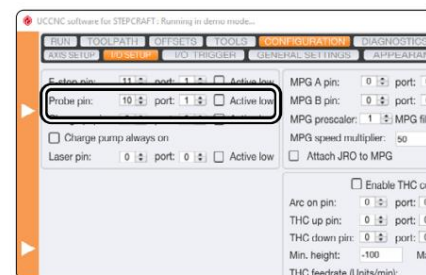 UCCNC software for STEPCRAFT : Running in demo mode...
RUN TOOLPATH OFFSETS TOOLS CONFIGURATION DIAGNOSTICS
AXIS SETUP I/O SETUP I/O TRIGGER GENERAL SETTINGS APPEARAN
E-stop pin: 11 port: 1 Active low
Probe pin: 10 port: 1 Active low
Charge pump always on
Laser pin: 0 port: 0 Active low
MPG A pin: 0 port:
MPG B pin: 0 port:
MPG prescaler: 1 MPG fil
MPG speed multiplier: 50
Attach JRO to MPG
Enable THC c
Arc on pin: 0 port:
THC up pin: 0 port:
THC down pin: 0 port:
Min. height: -100 Ma
THC feedrate (Units/min):